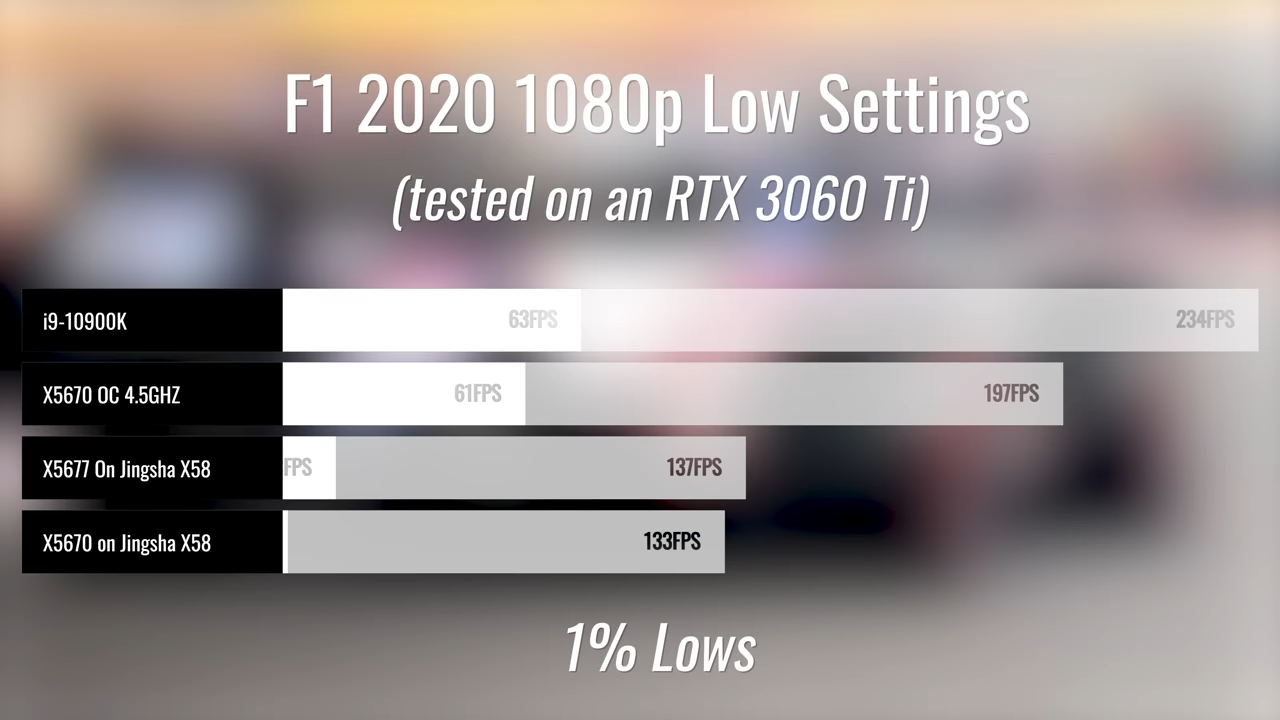 F1 2020 1080p Low Settings
(tested on an RTX 3060 Ti)
i9-10900K 63FPS 234FPS
X5670 OC 4.5GHZ 61FPS 197FPS
X5677 On Jingsha X58 FPS 137FPS
X5670 on Jingsha X58 133FPS
1% Lows